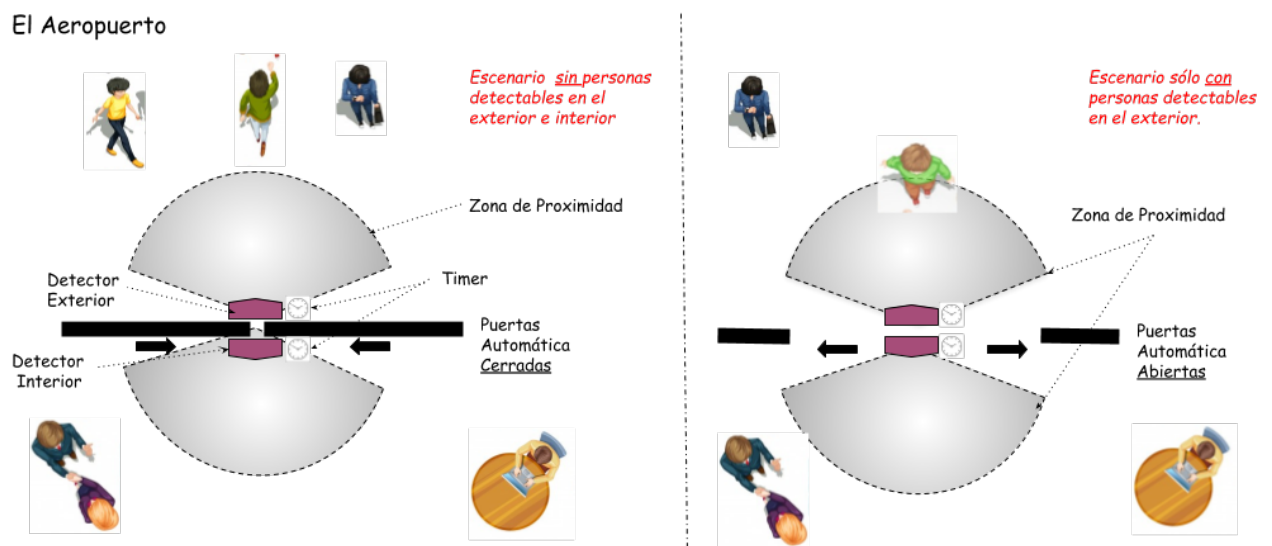 El Aeropuerto
Escenario sin personas
detectables en el
exterior e interior
Zona de Proximidad
Detector
Exterior
Timer
Puertas
Automática
Cerradas
Detector
Interior
Escenario sólo con
personas detectables
en el exterior.
Zona de Proximidad
Puertas
Automática
Abiertas